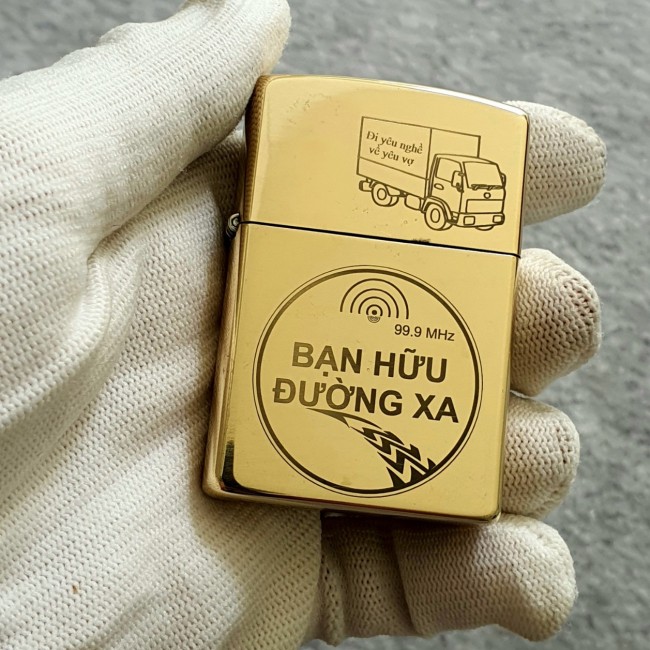 Đi yêu nghề
về yêu vợ
99.9 MHz
BẠN HỮU
ĐƯỜNG XA